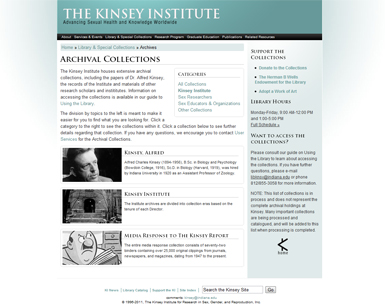 THE KINSEY INSTITUTE
Advancing Sexual Health and Knowledge Worldwide
About Services & Events Library & Special Collections Research Program Graduate Education Publications Related Resources
Home » Library & Special Collections » Archives
Archival Collections
The Kinsey Institute houses extensive archival
collections, including the papers of Dr. Alfred Kinsey,
the records of the Institute and materials of other
research scholars and institutes. Information on
accessing the collections is available in our guide to
Using the Library.
The division by topics to the left is meant to make it
easier for you to find what you are looking for. Click a
category to the right to see the collections within it. Click a collection below to see further
details regarding that collection. If you have any questions, we encourage you to contact User
Services for the Archival Collections.
Categories
All Collections
Kinsey Institute
Sex Researchers
Sex Educators & Organizations
Other Collections
Kinsey, Alfred
Alfred Charles Kinsey (1894-1956), B.Sc. in Biology and Psychology
(Bowdoin College, 1916), Sc.D. in Biology (Harvard, 1919), was hired
by Indiana University in 1920 as an Assistant Professor of Zoology.
Kinsey Institute
The Institute archives are divided into collection areas based on the
tenure of each Director.
Media Response to The Kinsey Report
The entire media response collection consists of seventy-two
binders containing over 25,000 original clippings from journals,
newspapers, and magazines, dating from 1947 to the present.
Support the Collections
Donate to the Collections
The Norman & Wolfe Endowment for the Library
Adopt a Work of Art
Library Hours
Monday-Friday, 9:00 AM-12:00 PM
and 1:00-5:00 PM
Full Schedule »
Want to access the collections?
Please consult our guide on Using
the Library to learn about accessing
the collections. If you have further
questions, please e-mail
libknsy@indiana.edu or phone
812/855-3058 for more information.
NOTE: This list of collections is
in process and does not represent the
complete archival holdings at
Kinsey. Many important collections
are being processed and
catalogued, and will be added to
this list when processing is
completed.
KI Home | Library Catalog | Support the KI | Site Index | Search the Kinsey Site Go
comments: kinsey@indiana.edu
© 1996-2011, The Kinsey Institute for Research in Sex, Gender, and Reproduction, Inc.